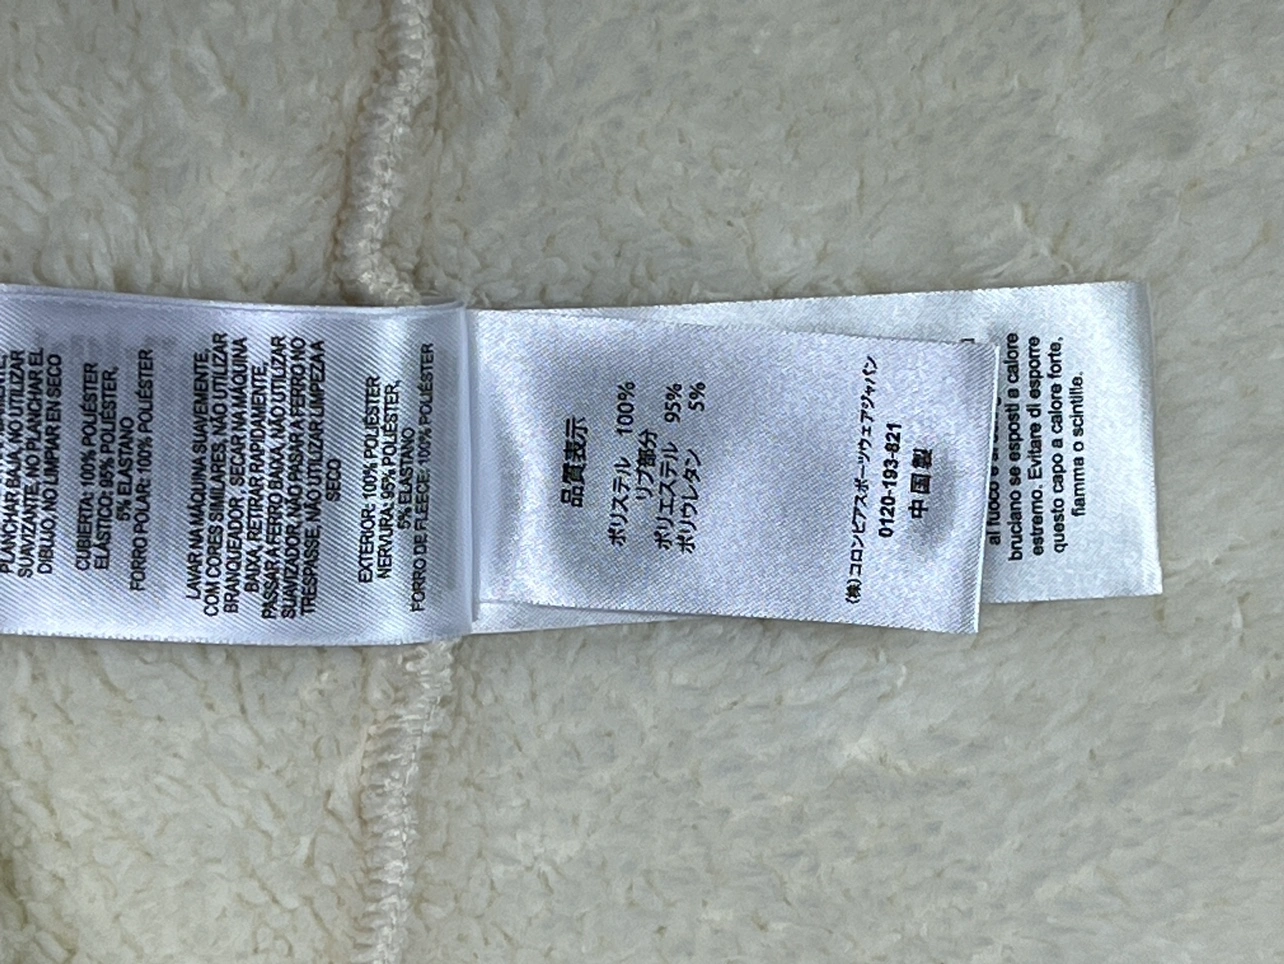 PLANCHAR BAJA, NO UTILIZAR
SUAVIZANTE, NO PLANCHAR EL
DIBUJO, NO LIMPIAR EN SECO
CUBIERTA: 100% POLIÉSTER
ELÁSTICO: 95% POLIÉSTER,
5% ELASTANO
FORRO POLAR: 100% POLIÉSTER
LAVAR NA MÁQUINA SUAVEMENTE,
COM CORES SIMILARES, NÃO UTILIZAR
BRANQUEADOR, SECAR NA MÁQUINA
BAIXA, RETIRAR RAPIDAMENTE,
PASSAR A FERRO BAIXA, NÃO UTILIZAR
SUAVIZADOR, NÃO PASAR A FERRO NO
TRESPASSE, NÃO UTILIZAR LIMPEZA A
SECO
EXTERIOR: 100% POLIÉSTER
NERVURA: 95% POLIÉSTER,
5% ELASTANO
FORRO DE FLEECE: 100% POLIÉSTER
品質表示
ポリステル 100%
リブ部分
ポリエステル 95%
ポリウレタン 5%
(株)コロンビアスポーツウェアジャパン
0120-193-821
中国製
al fuoco e
bruciano se esposti a calore
estremo. Evitare di esporre
questo capo a calore forte,
fiamma o scintille.